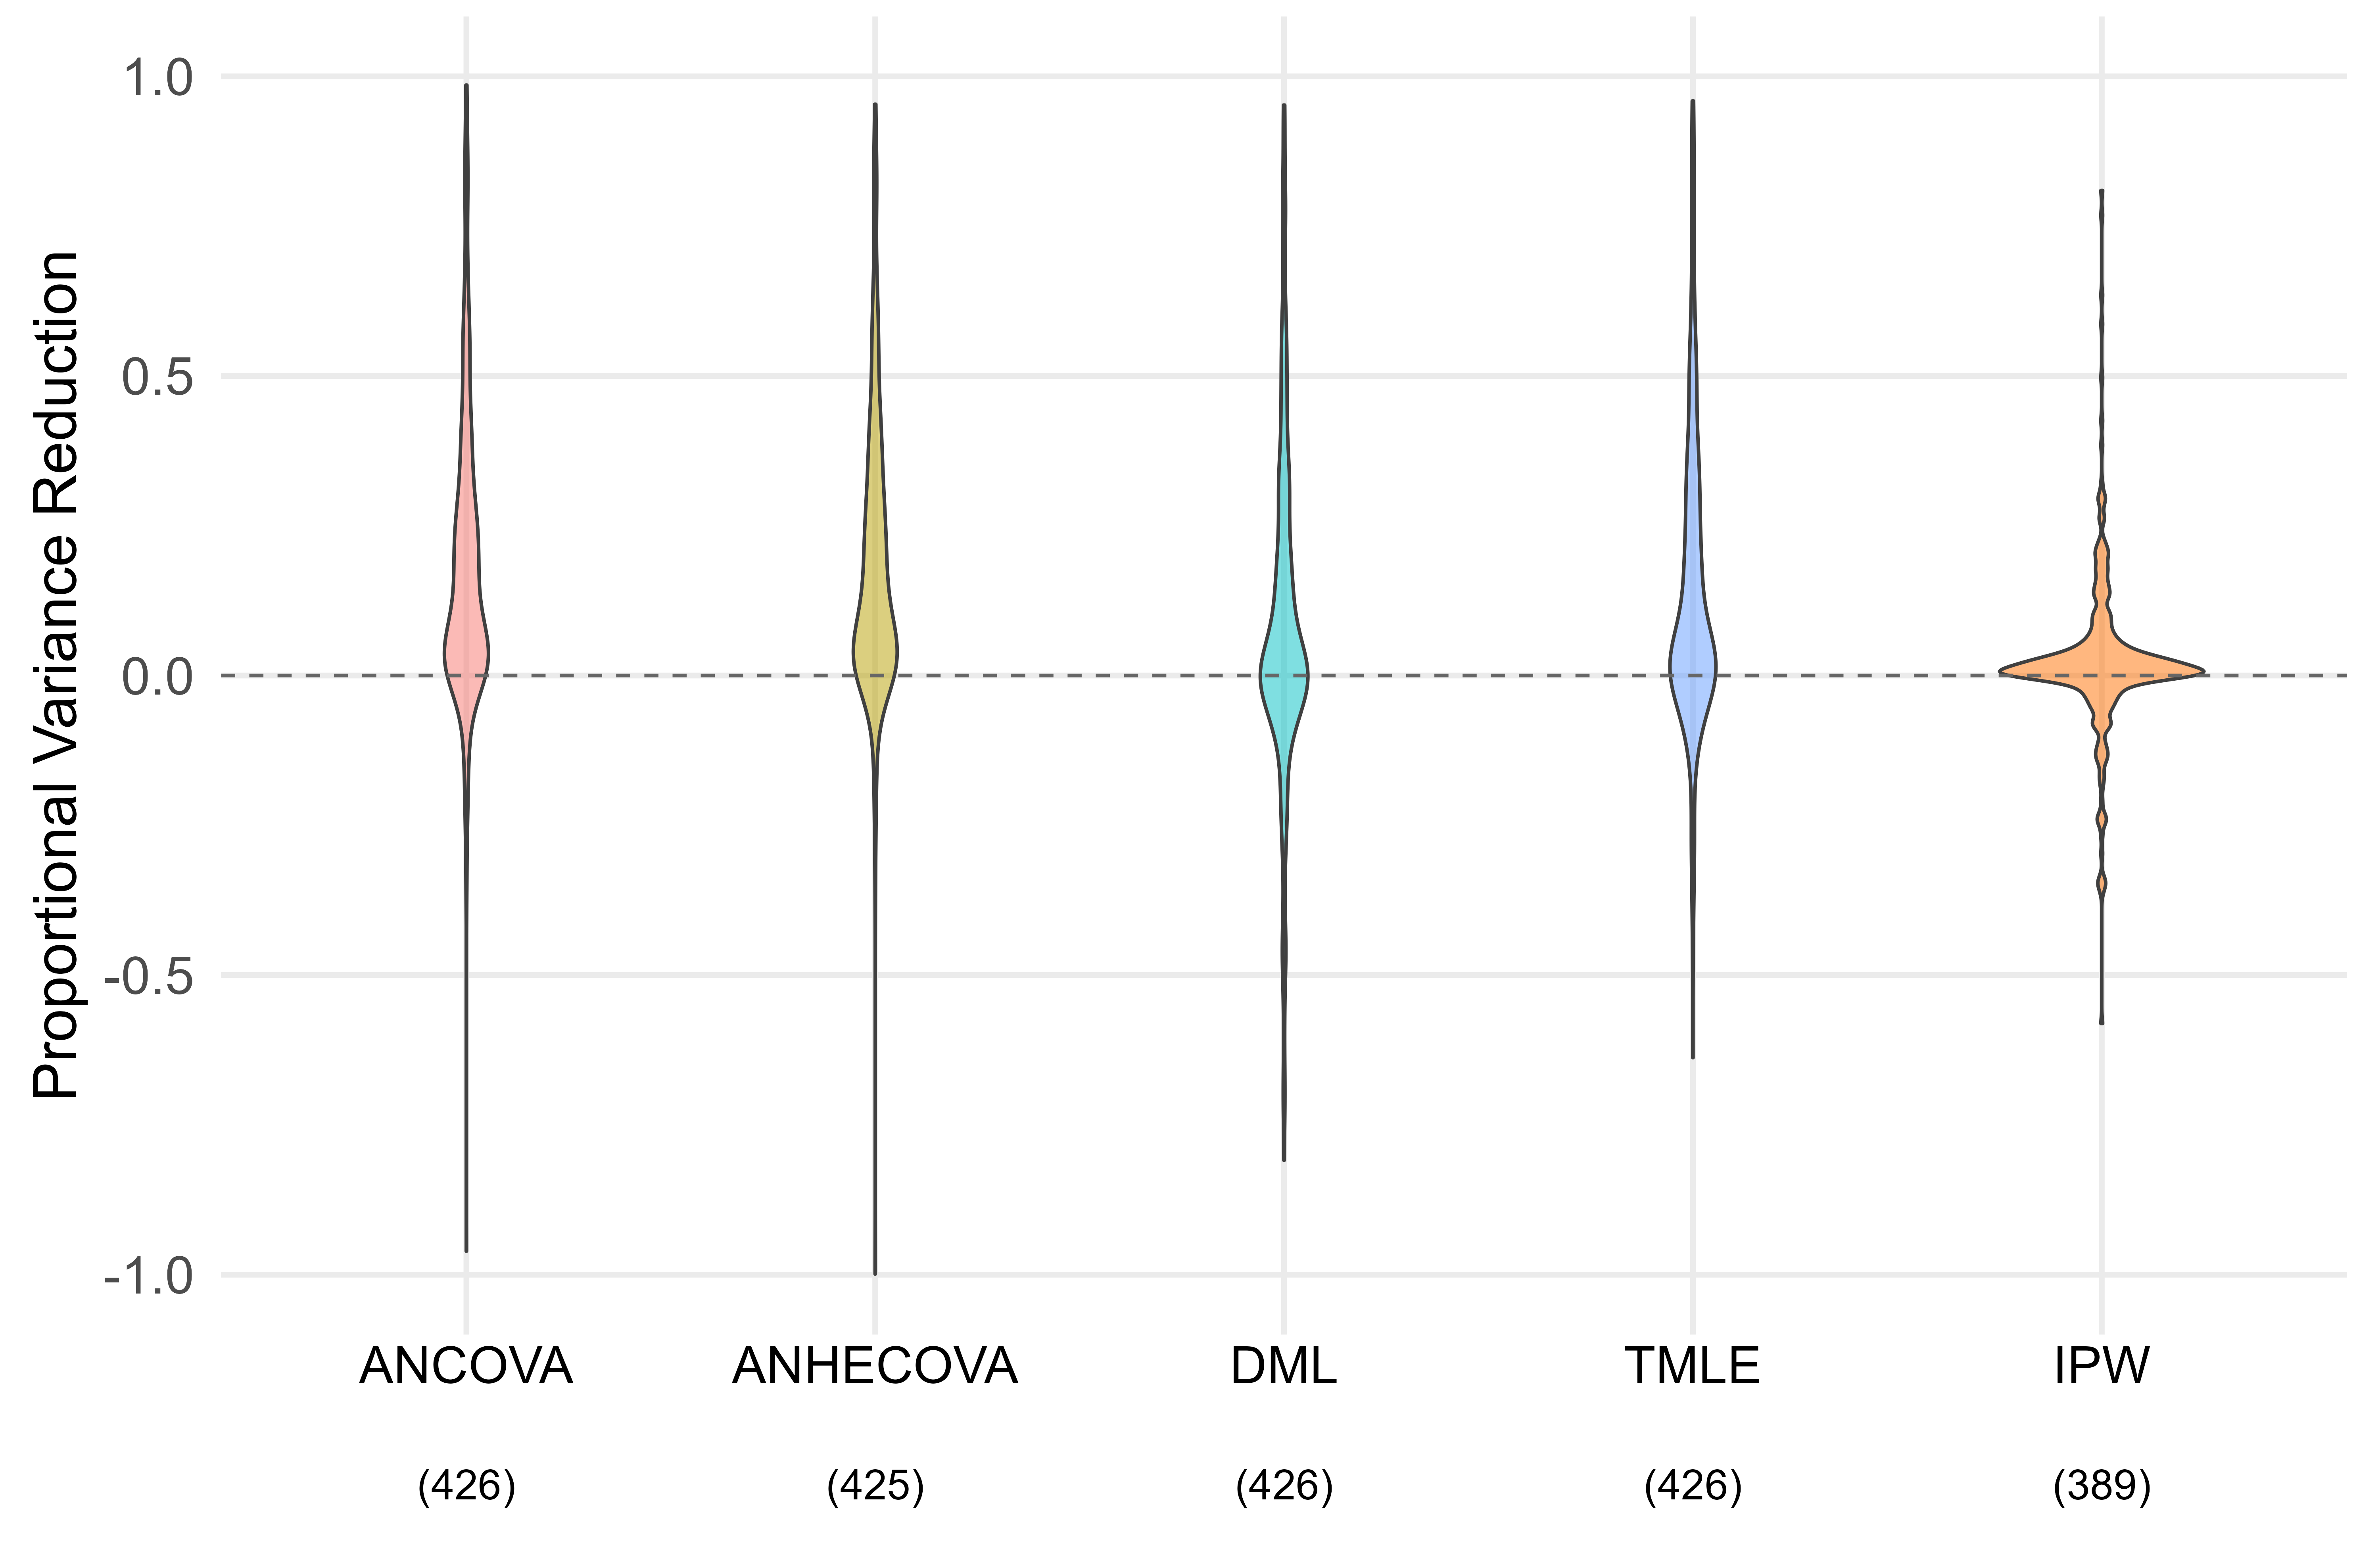 Proportional Variance Reduction
1.0
0.5
0.0
-0.5
-1.0
ANCOVA ANHECOVA DML TMLE IPW
(426) (425) (426) (426) (389)